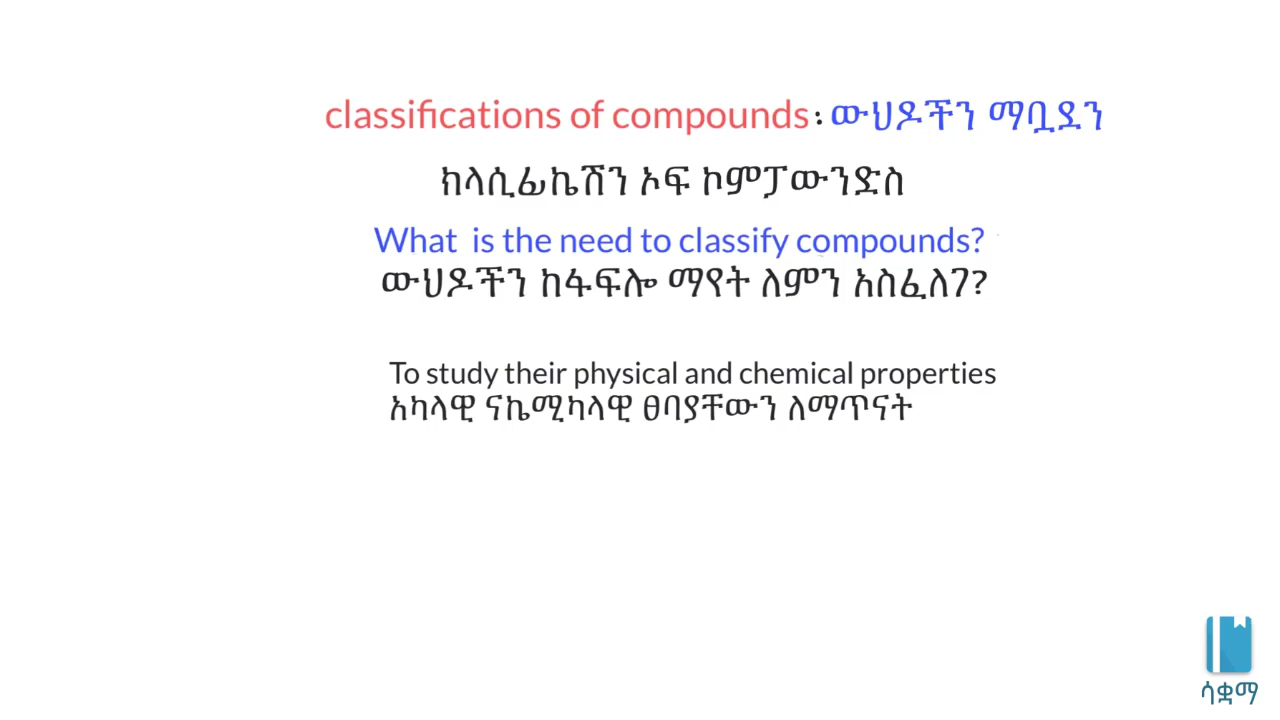 classifications of compounds፡ውህዶችን ማቧደን
ክላሲፊኬሽን ኦፍ ኮምፓውንድስ
What is the need to classify compounds?
ውህዶችን ከፋፍሎ ማየት ለምን አስፈለገ?
To study their physical and chemical properties
አካላዊ ናኬሚካላዊ ፀባያቸውን ለማጥናት
ሳቋማ